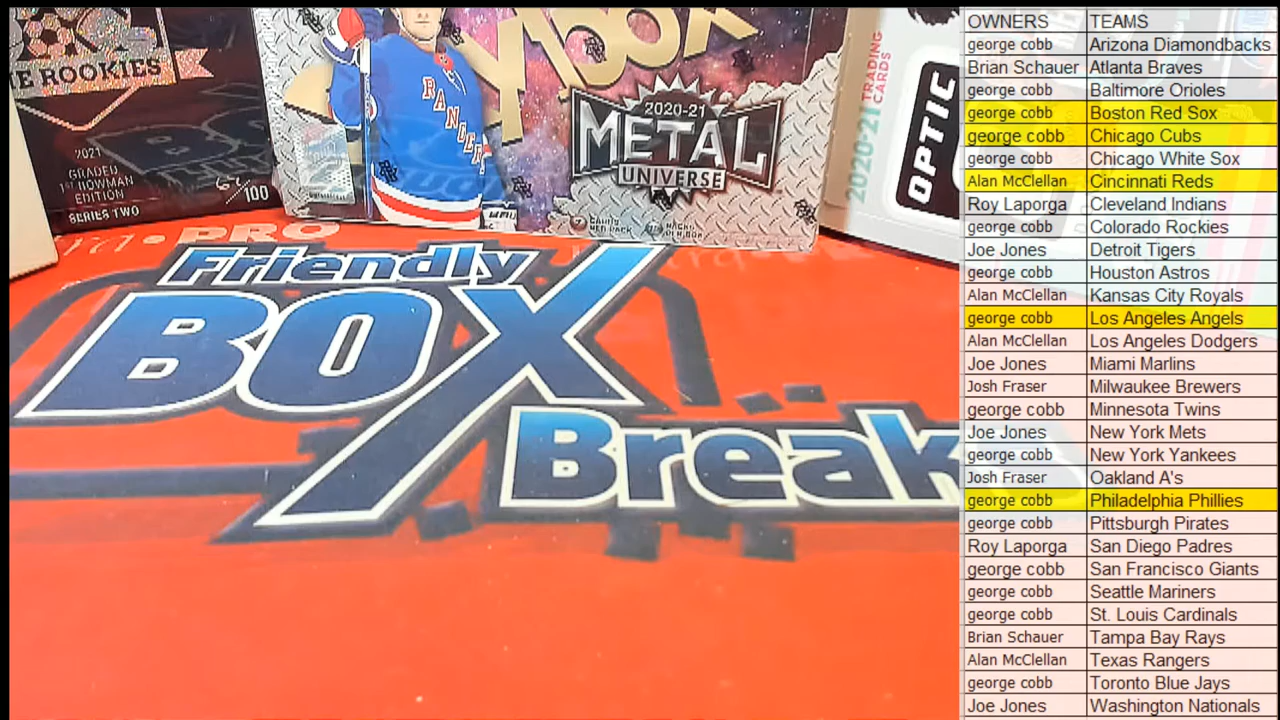 E ROOKIES
2021
GRADED
1ST BOWMAN
EDITION
SERIES TWO
/100
RANGER
2020-21
METAL
UNIVERSE
2020-21 TRADING CARDS
OPTIC
PRO
Friendly
BOX
Break
OWNERS TEAMS
george cobb Arizona Diamondbacks
Brian Schauer Atlanta Braves
george cobb Baltimore Orioles
george cobb Boston Red Sox
george cobb Chicago Cubs
george cobb Chicago White Sox
Alan McClellan Cincinnati Reds
Roy Laporga Cleveland Indians
george cobb Colorado Rockies
Joe Jones Detroit Tigers
george cobb Houston Astros
Alan McClellan Kansas City Royals
george cobb Los Angeles Angels
Alan McClellan Los Angeles Dodgers
Joe Jones Miami Marlins
Josh Fraser Milwaukee Brewers
george cobb Minnesota Twins
Joe Jones New York Mets
george cobb New York Yankees
Josh Fraser Oakland A's
george cobb Philadelphia Phillies
george cobb Pittsburgh Pirates
Roy Laporga San Diego Padres
george cobb San Francisco Giants
george cobb Seattle Mariners
george cobb St. Louis Cardinals
Brian Schauer Tampa Bay Rays
Alan McClellan Texas Rangers
george cobb Toronto Blue Jays
Joe Jones Washington Nationals